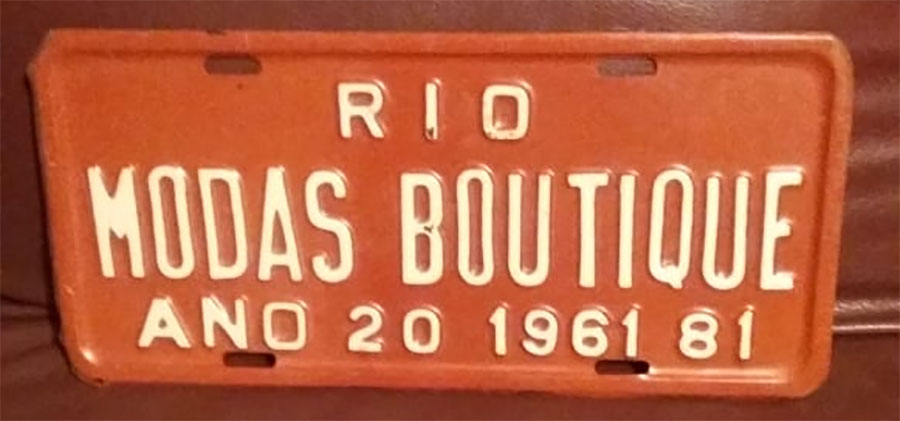 RIO
MODAS BOUTIQUE
ANO 20 1961 81